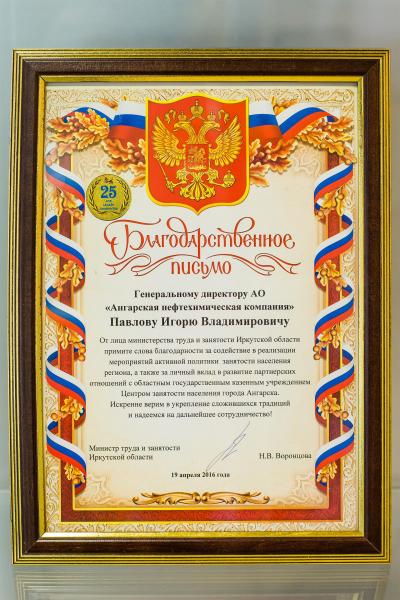 25
лет
Благодарственное
письмо
Генеральному директору АО
«Ангарская нефтехимическая компания»
Павлову Игорю Владимировичу
От лица министерства труда и занятости Иркутской области
примите слова благодарности за содействие в реализации
мероприятий активной политики занятости населения
региона, а также за личный вклад в развитие партнерских
отношений с областным государственным казенным учреждением
Центром занятости населения города Ангарска.
Искренне верим в укрепление сложившихся традиций
и надеемся на дальнейшее сотрудничество!
Министр труда и занятости
Иркутской области
Н.В. Воронцова
19 апреля 2016 года